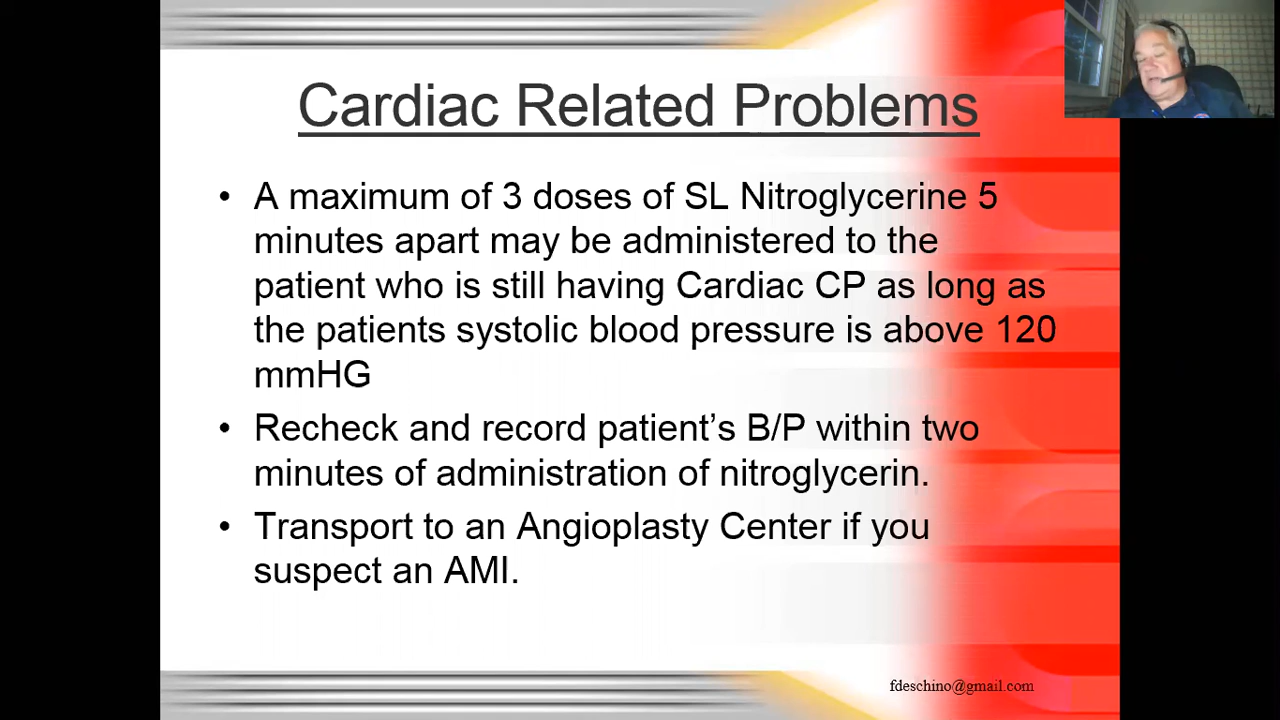 Cardiac Related Problems
• A maximum of 3 doses of SL Nitroglycerine 5
minutes apart may be administered to the
patient who is still having Cardiac CP as long as
the patients systolic blood pressure is above 120
mmHG
• Recheck and record patient’s B/P within two
minutes of administration of nitroglycerin.
• Transport to an Angioplasty Center if you
suspect an AMI.
fdeschino@gmail.com